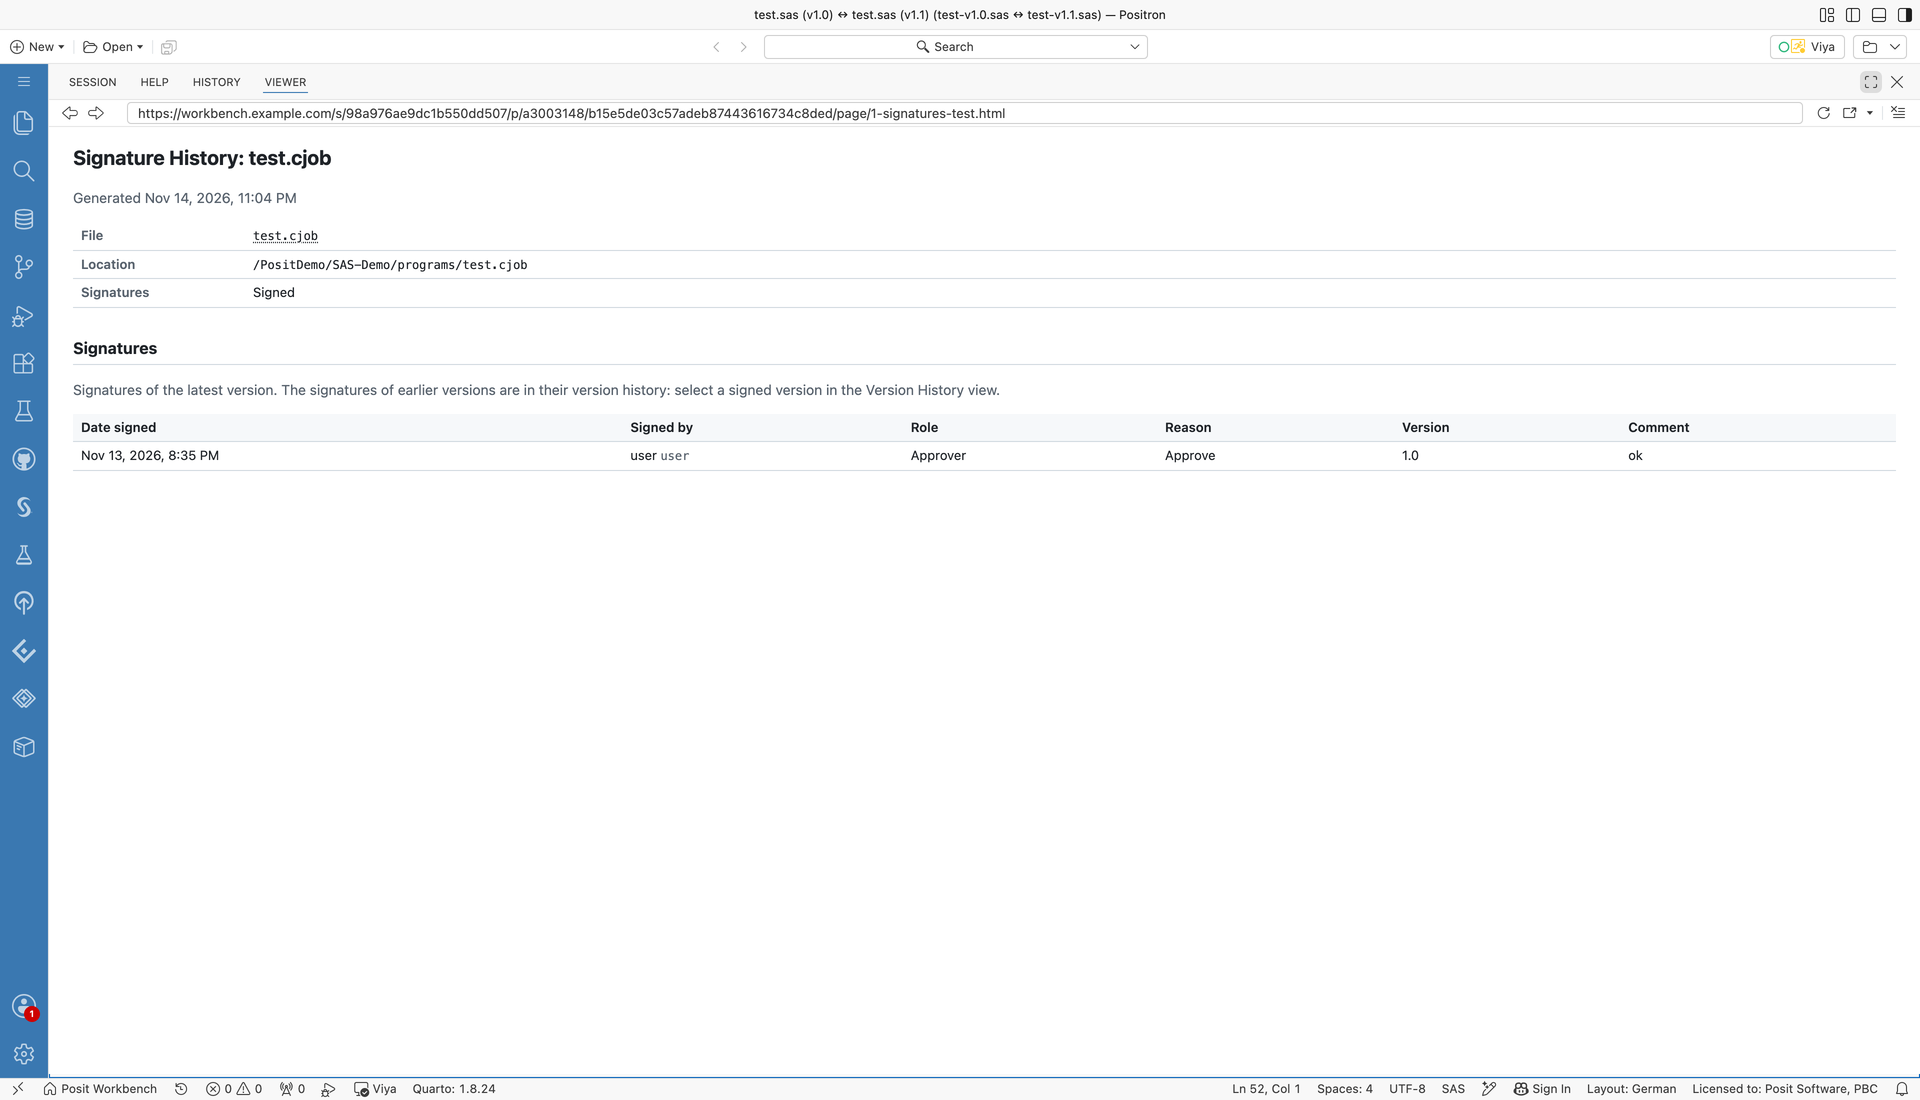 test.sas (v1.0) ↔ test.sas (v1.1) (test-v1.0.sas ↔ test-v1.1.sas) — Positron
New
Open
Search
Viya
SESSION HELP HISTORY VIEWER
https://workbench.example.com/s/98a976ae9dc1b550dd507/p/a3003148/b15e5de03c57adeb87443616734c8ded/page/1-signatures-test.html
Signature History: test.cjob
Generated Nov 14, 2026, 11:04 PM
File test.cjob
Location /PositDemo/SAS-Demo/programs/test.cjob
Signatures Signed
Signatures
Signatures of the latest version. The signatures of earlier versions are in their version history: select a signed version in the Version History view.
Date signed Signed by Role Reason Version Comment
Nov 13, 2026, 8:35 PM user user Approver Approve 1.0 ok
1
Posit Workbench 0 0 0 Viya Quarto: 1.8.24 Ln 52, Col 1 Spaces: 4 UTF-8 SAS Sign In Layout: German Licensed to: Posit Software, PBC